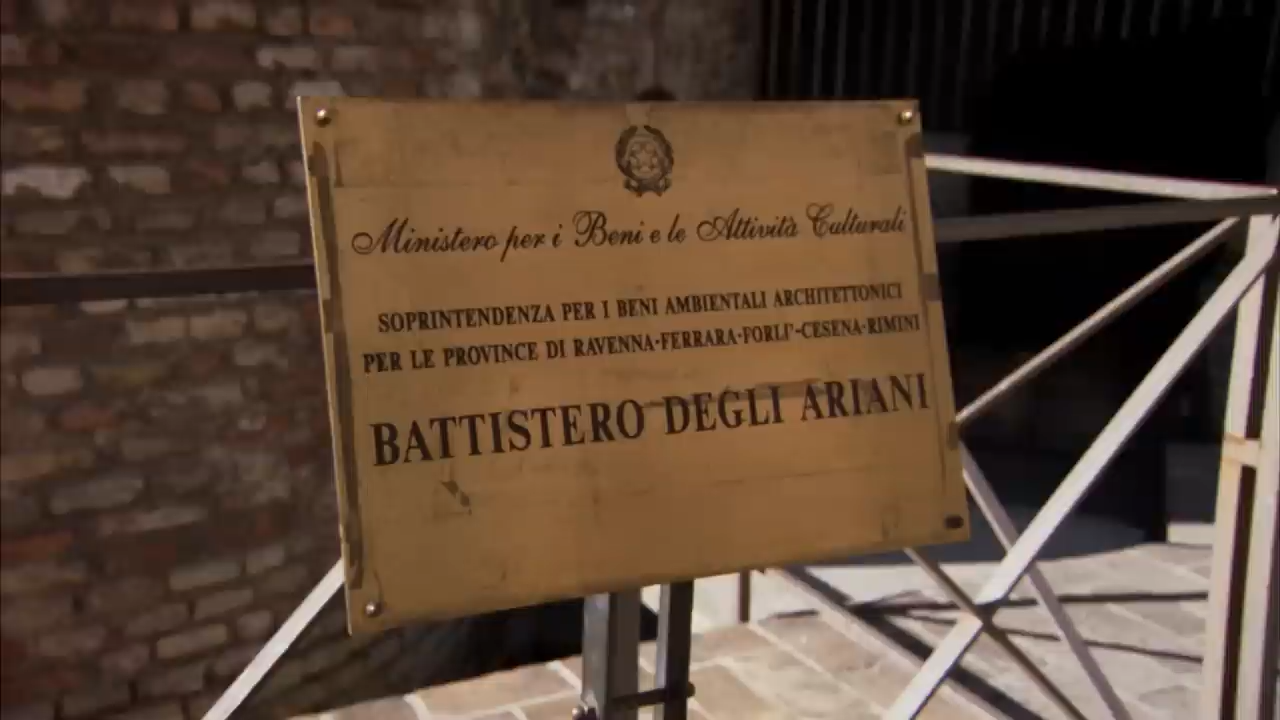 Ministero per i Beni e le Attività Culturali
SOPRINTENDENZA PER I BENI AMBIENTALI ARCHITETTONICI
PER LE PROVINCE DI RAVENNA·FERRARA·FORLI'-CESENA·RIMINI
BATTISTERO DEGLI ARIANI